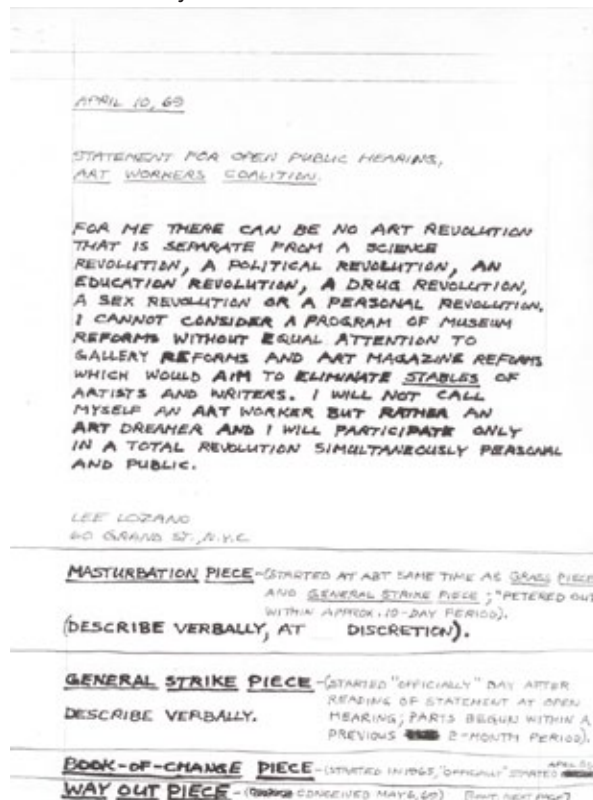 APRIL 10, 69
STATEMENT FOR OPEN PUBLIC HEARING,
ART WORKERS COALITION.
FOR ME THERE CAN BE NO ART REVOLUTION
THAT IS SEPARATE FROM A SCIENCE
REVOLUTION, A POLITICAL REVOLUTION, AN
EDUCATION REVOLUTION, A DRUG REVOLUTION,
A SEX REVOLUTION OR A PERSONAL REVOLUTION.
I CANNOT CONSIDER A PROGRAM OF MUSEUM
REFORMS WITHOUT EQUAL ATTENTION TO
GALLERY REFORMS AND ART MAGAZINE REFORMS
WHICH WOULD AIM TO ELIMINATE STABLES OF
ARTISTS AND WRITERS. I WILL NOT CALL
MYSELF AN ART WORKER BUT RATHER AN
ART DREAMER AND I WILL PARTICIPATE ONLY
IN A TOTAL REVOLUTION SIMULTANEOUSLY PERSONAL
AND PUBLIC.
LEE LOZANO
60 GRAND ST., N.Y.C.
MASTURBATION PIECE-(STARTED AT ABT SAME TIME AS GRASS PIECE
AND GENERAL STRIKE PIECE; "PETERED OUT
WITHIN APPROX. 10-DAY PERIOD).
(DESCRIBE VERBALLY, AT DISCRETION).
GENERAL STRIKE PIECE-(STARTED "OFFICIALLY" DAY AFTER
READING OF STATEMENT AT OPEN
DESCRIBE VERBALLY. HEARING; PARTS BEGUN WITHIN A
PREVIOUS 2-MONTH PERIOD).
BOOK-OF-CHANGE PIECE-(STARTED IN 1965, "OFFICIALLY" STARTED APRIL
WAY OUT PIECE-(CONCEIVED MAY 6, 69) (CONT. NEXT PAGE)